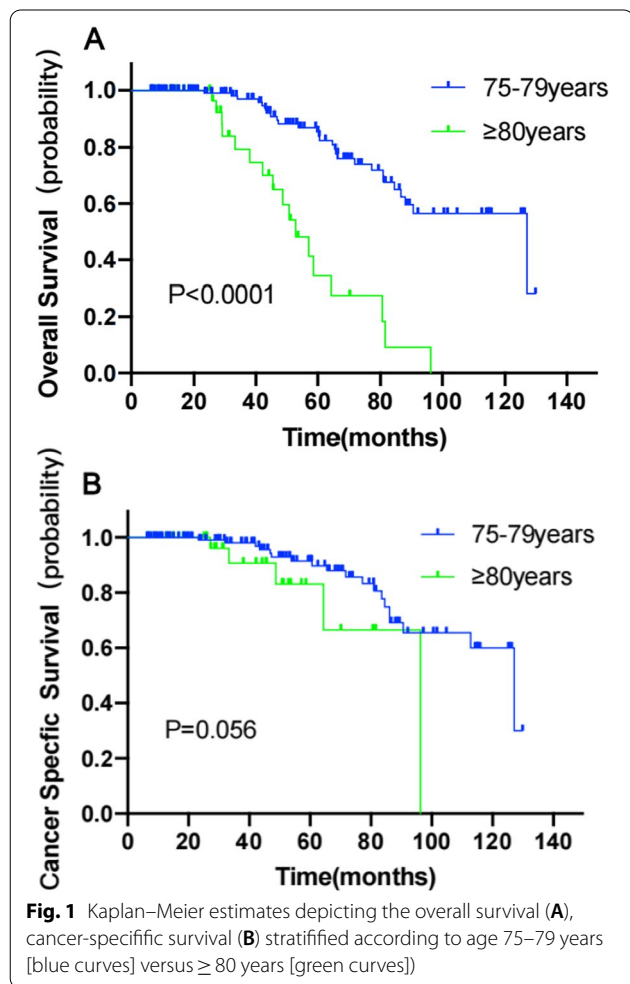 A
Overall Survival (probability)
1.0
0.8
0.6
0.4
0.2
0.0
75-79years
≥80years
P<0.0001
0 20 40 60 80 100 120 140
Time(months)
B
Cancer Specfic Survival (probability)
1.0
0.8
0.6
0.4
0.2
0.0
75-79years
≥80years
P=0.056
0 20 40 60 80 100 120 140
Time(months)
Fig. 1 Kaplan–Meier estimates depicting the overall survival (A),
cancer-specifific survival (B) stratifified according to age 75–79 years
[blue curves] versus ≥ 80 years [green curves])